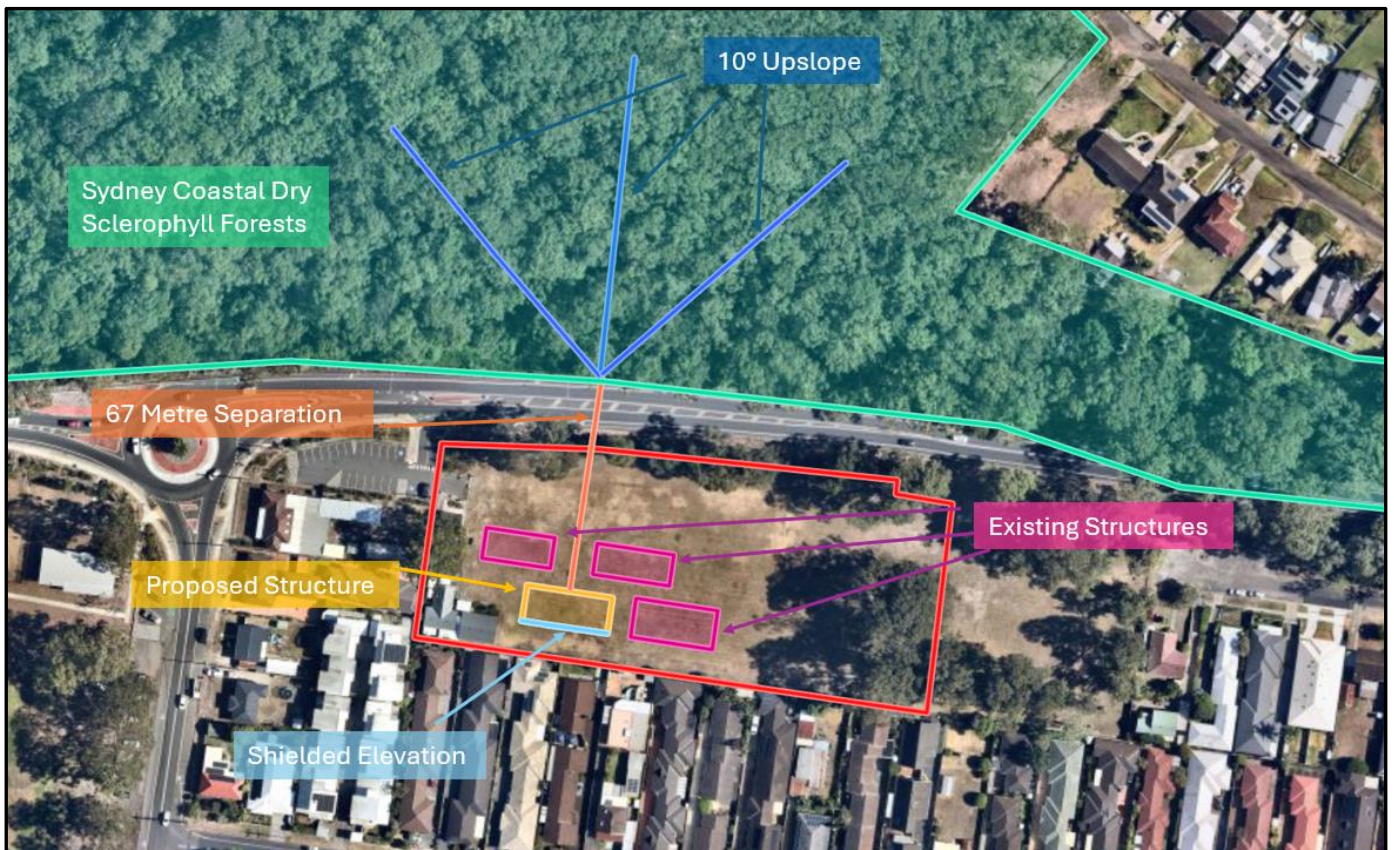 10° Upslope
Sydney Coastal Dry
Sclerophyll Forests
67 Metre Separation
Existing Structures
Proposed Structure
Shielded Elevation